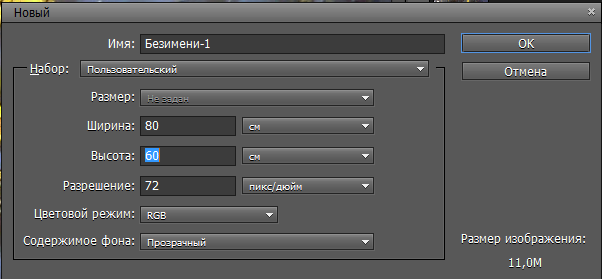 Новый
Имя: Безимени-1
OK
Набор: Пользовательский
Отмена
Размер: Не задан
Ширина: 80 см
Высота: 60 см
Разрешение: 72 пикс/дюйм
Цветовой режим: RGB
Содержимое фона: Прозрачный
Размер изображения:
11,0M